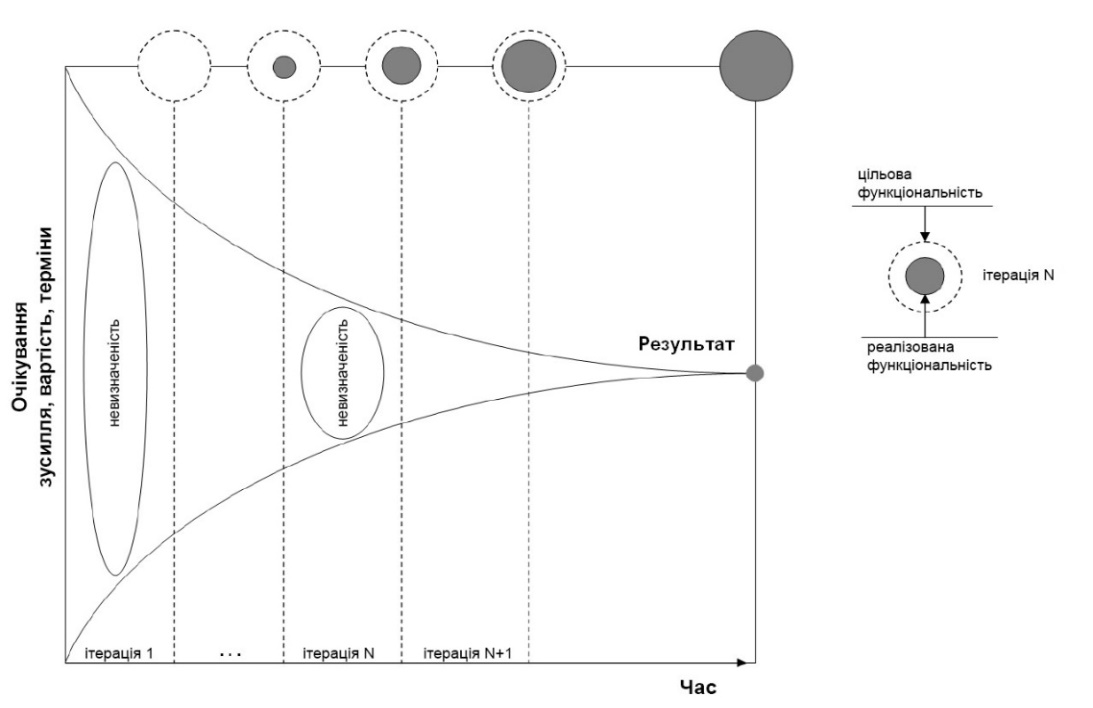 Очікування
зусилля, вартість, терміни
невизначеність
невизначеність
Результат
ітерація 1
...
ітерація N
ітерація N+1
Час
цільова
функціональність
ітерація N
реалізована
функціональність